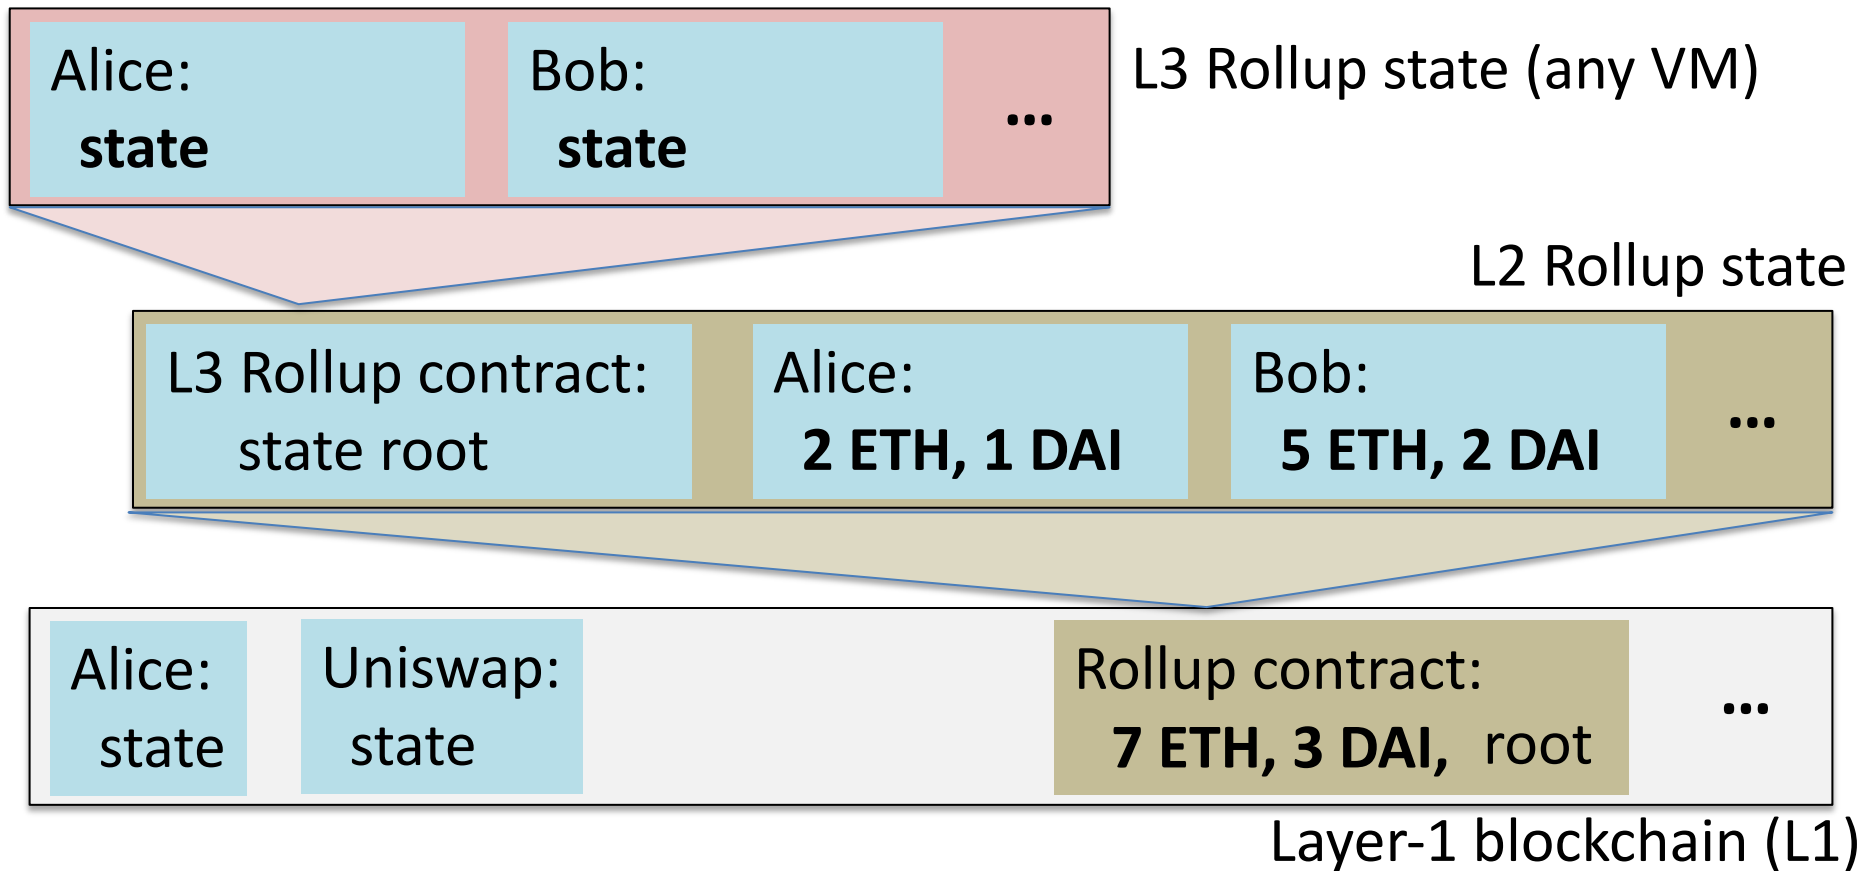 Alice:
state
Bob:
state
...
L3 Rollup state (any VM)
L2 Rollup state
L3 Rollup contract:
state root
Alice:
2 ETH, 1 DAI
Bob:
5 ETH, 2 DAI
...
Alice:
state
Uniswap:
state
Rollup contract:
7 ETH, 3 DAI, root
...
Layer-1 blockchain (L1)